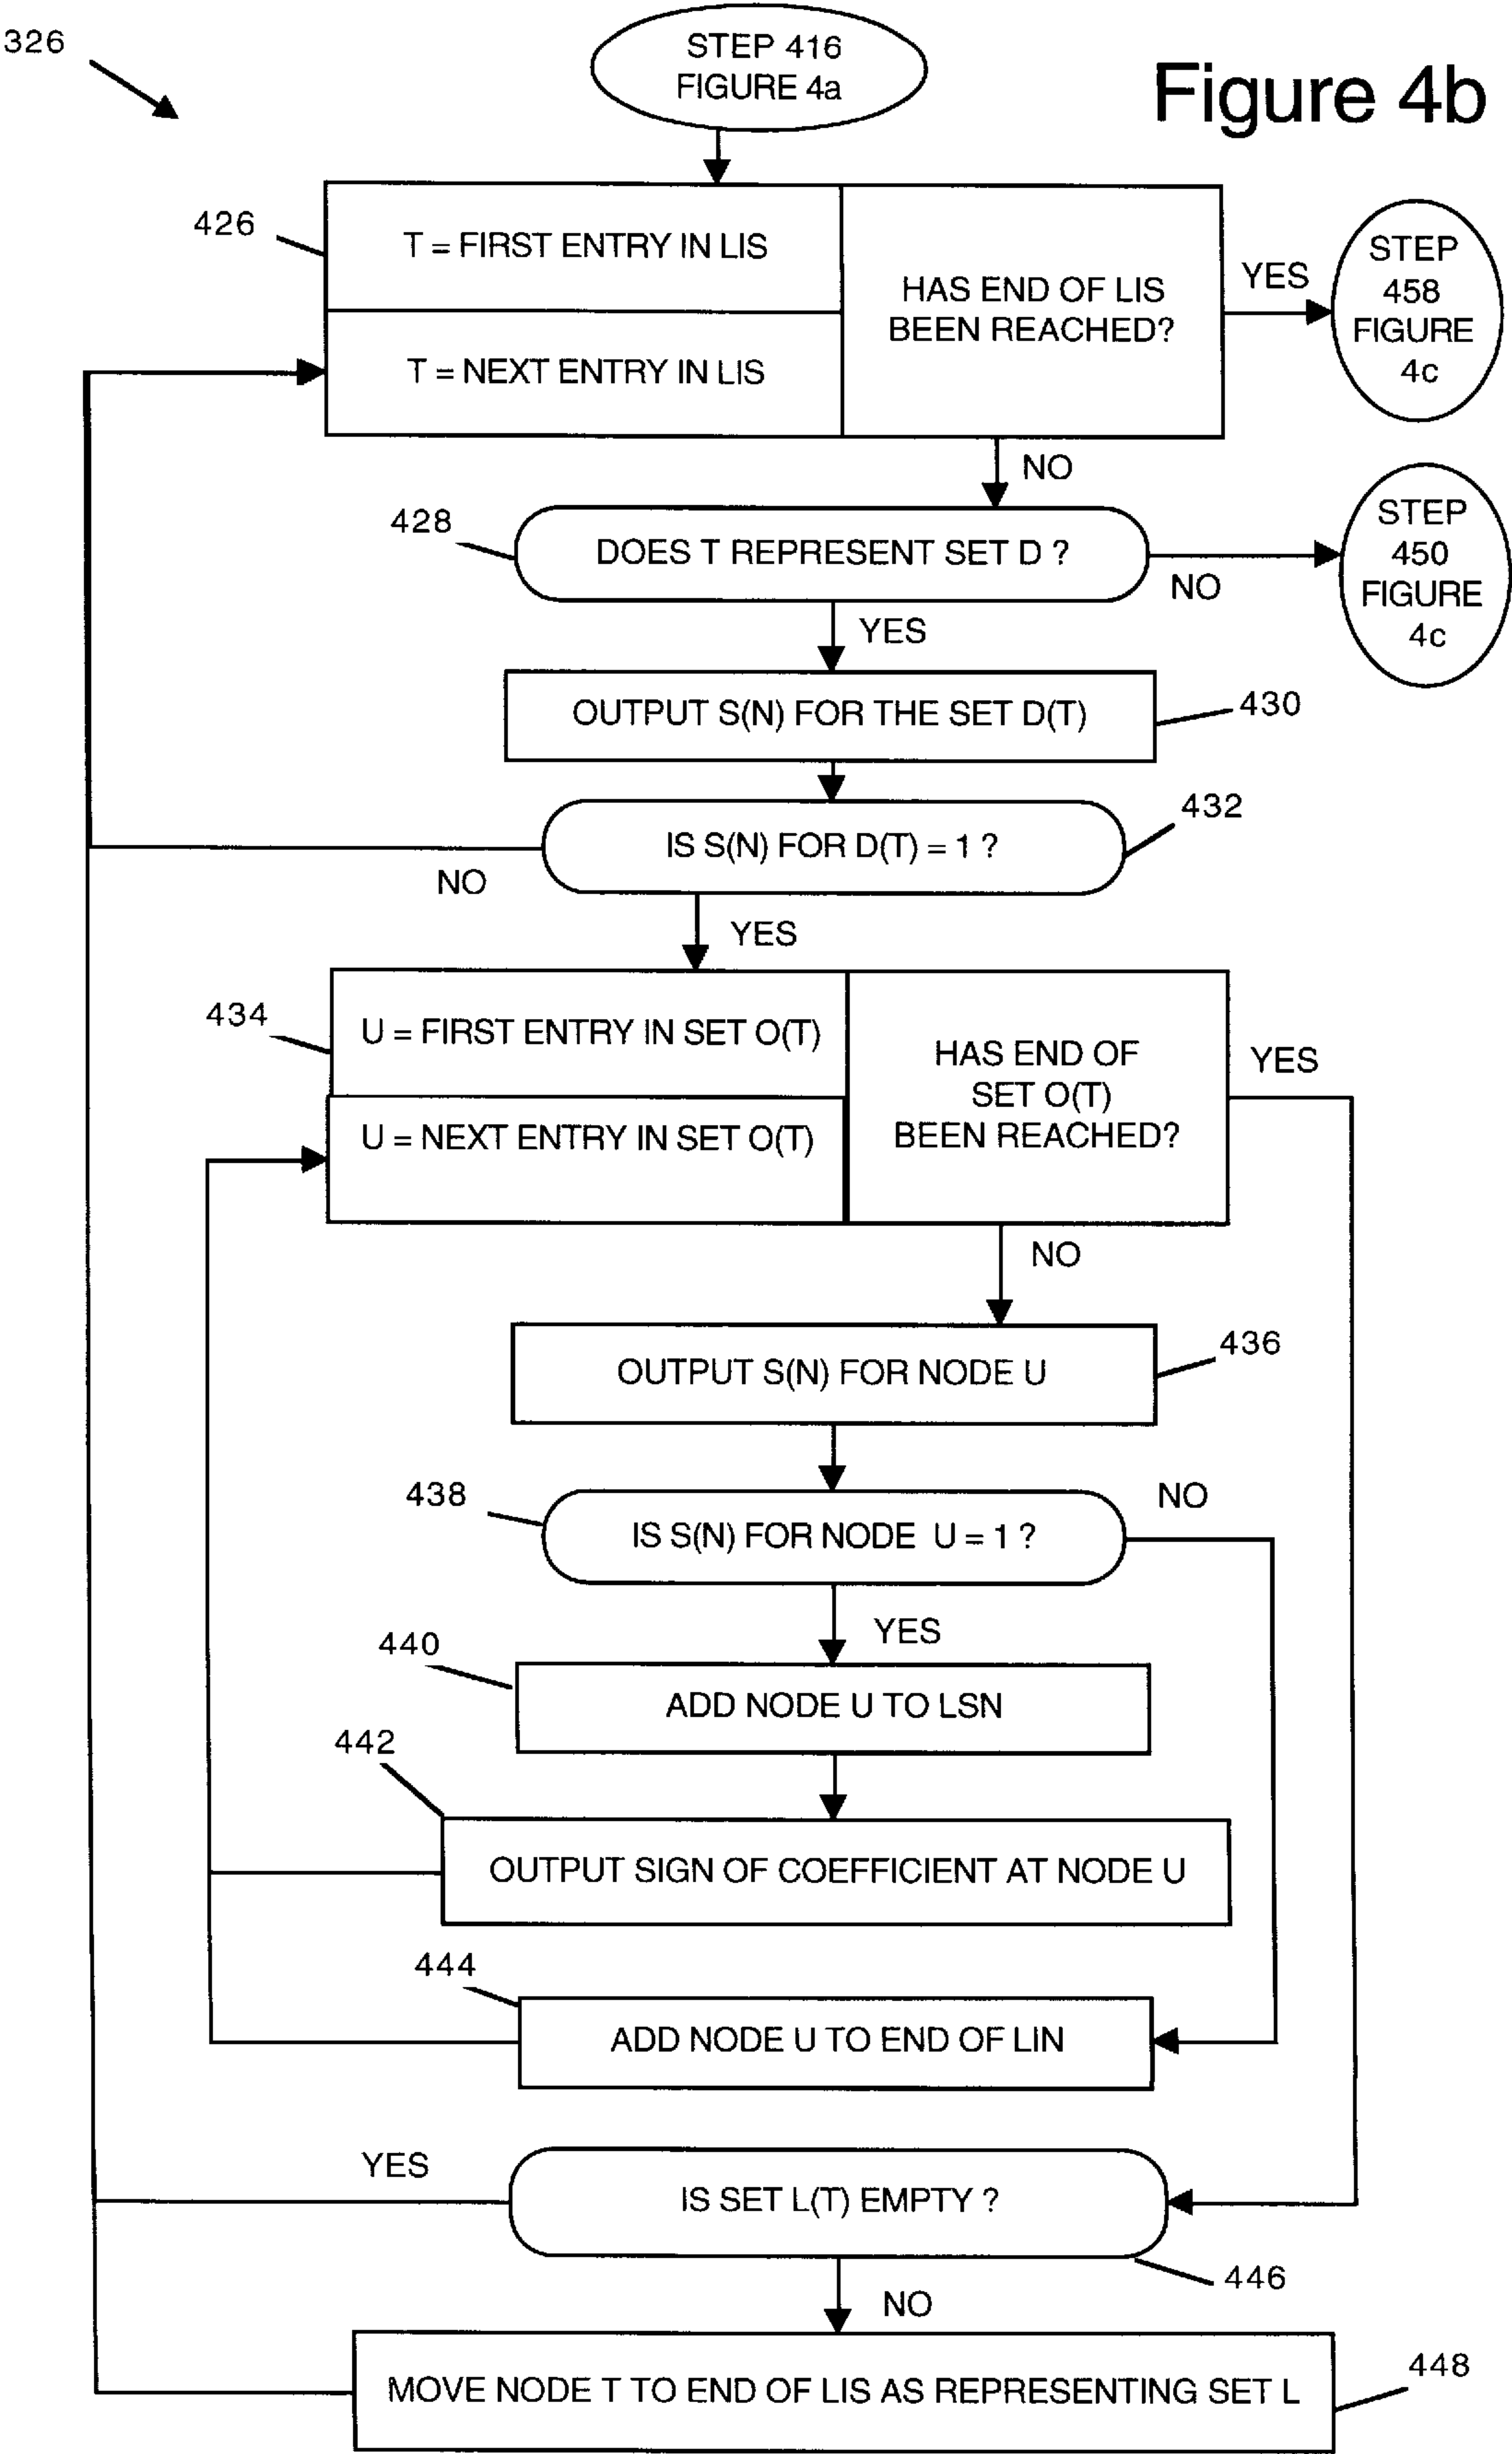 326
STEP 416
FIGURE 4a
Figure 4b
426
T = FIRST ENTRY IN LIS
T = NEXT ENTRY IN LIS
HAS END OF LIS
BEEN REACHED?
YES
STEP
458
FIGURE
4c
NO
428
DOES T REPRESENT SET D ?
NO
STEP
450
FIGURE
4c
YES
OUTPUT S(N) FOR THE SET D(T)
430
432
IS S(N) FOR D(T) = 1 ?
NO
YES
434
U = FIRST ENTRY IN SET O(T)
U = NEXT ENTRY IN SET O(T)
HAS END OF
SET O(T)
BEEN REACHED?
YES
NO
OUTPUT S(N) FOR NODE U
436
438
IS S(N) FOR NODE U = 1 ?
NO
YES
440
ADD NODE U TO LSN
442
OUTPUT SIGN OF COEFFICIENT AT NODE U
444
ADD NODE U TO END OF LIN
YES
IS SET L(T) EMPTY ?
446
NO
MOVE NODE T TO END OF LIS AS REPRESENTING SET L
448